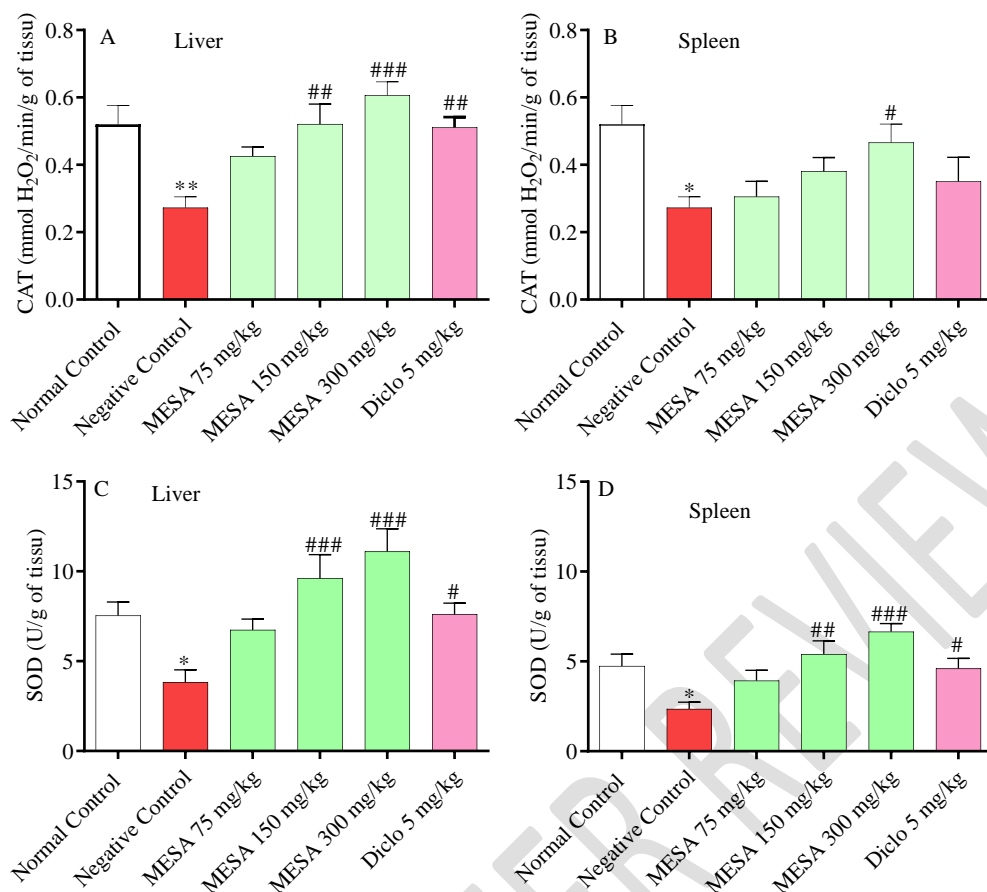 A
Liver
CAT (mmol H₂O₂/min/g of tissu)
0.8
0.6
0.4
0.2
0.0
**
##
###
##
Normal Control
Negative Control
MESA 75 mg/kg
MESA 150 mg/kg
MESA 300 mg/kg
Diclo 5 mg/kg
B
Spleen
CAT (mmol H₂O₂/min/g of tissu)
0.8
0.6
0.4
0.2
0.0
*
#
Normal Control
Negative Control
MESA 75 mg/kg
MESA 150 mg/kg
MESA 300 mg/kg
Diclo 5 mg/kg
C
Liver
SOD (U/g of tissu)
15
10
5
0
*
###
###
#
Normal Control
Negative Control
MESA 75 mg/kg
MESA 150 mg/kg
MESA 300 mg/kg
Diclo 5 mg/kg
D
Spleen
SOD (U/g of tissu)
15
10
5
0
*
##
###
#
Normal Control
Negative Control
MESA 75 mg/kg
MESA 150 mg/kg
MESA 300 mg/kg
Diclo 5 mg/kg
ER REVIEW